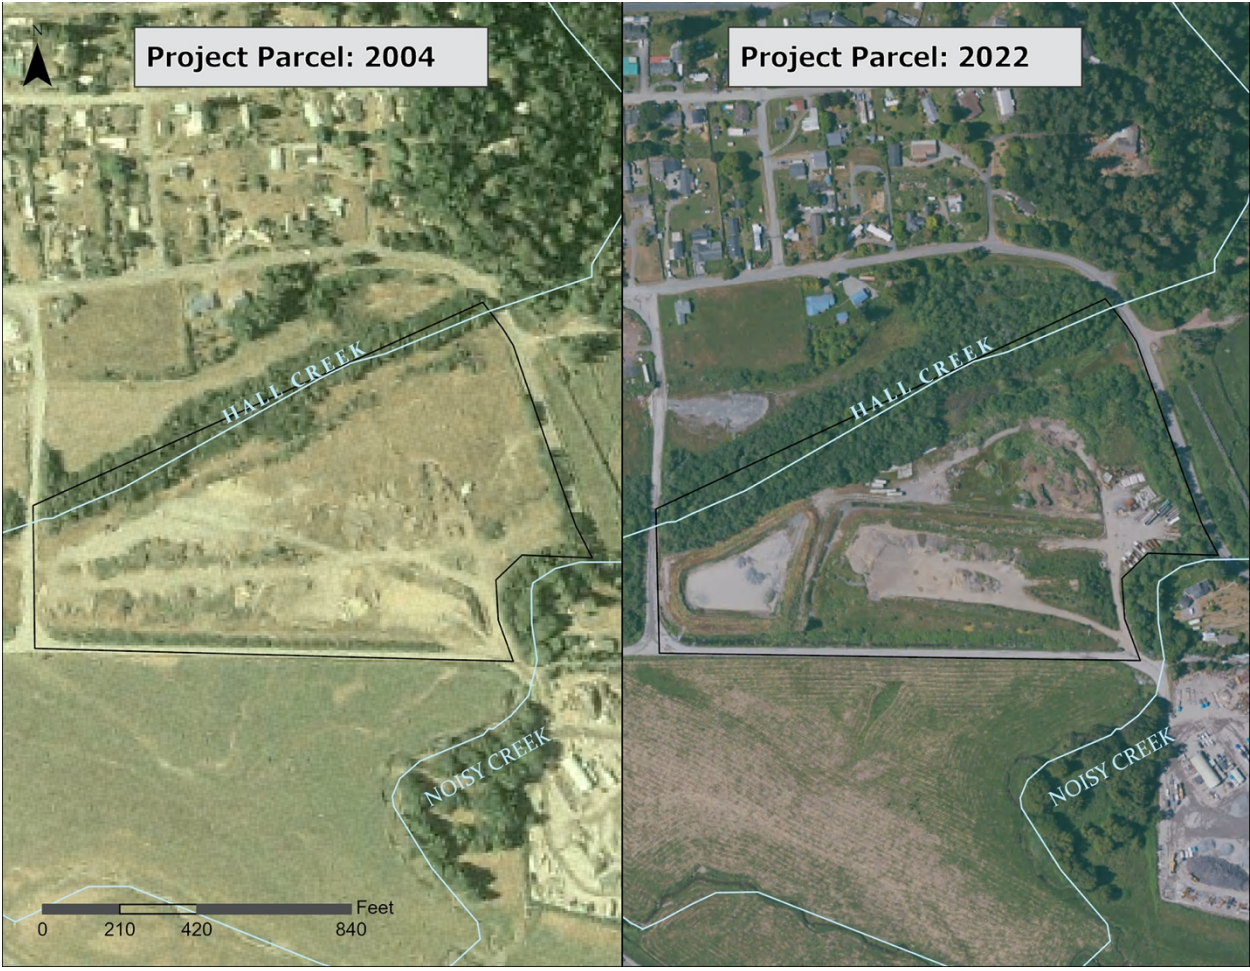 N
Project Parcel: 2004
Project Parcel: 2022
HALL CREEK
HALL CREEK
NOISY CREEK
NOISY CREEK
Feet
0 210 420 840